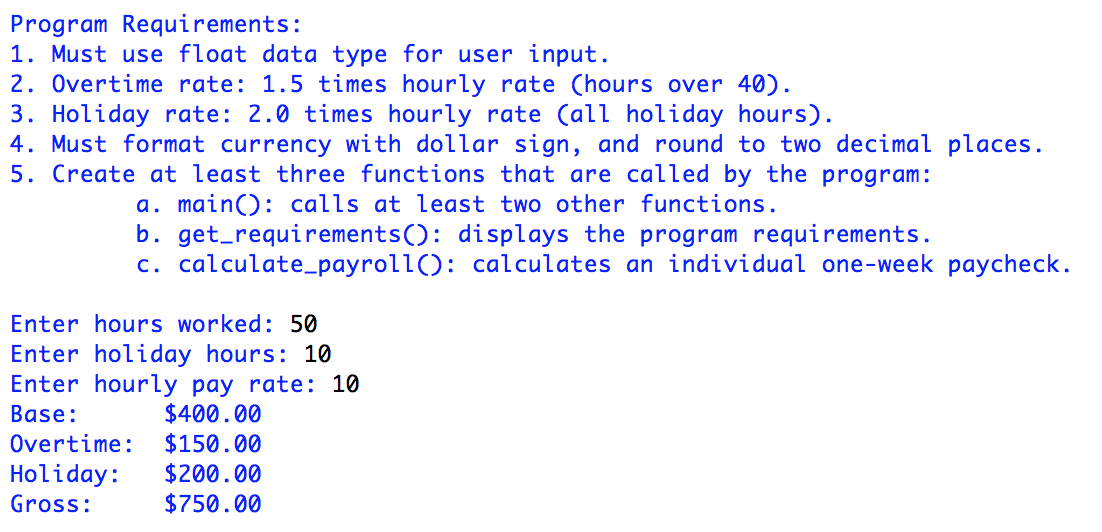 Program Requirements:
1. Must use float data type for user input.
2. Overtime rate: 1.5 times hourly rate (hours over 40).
3. Holiday rate: 2.0 times hourly rate (all holiday hours).
4. Must format currency with dollar sign, and round to two decimal places.
5. Create at least three functions that are called by the program:
a. main(): calls at least two other functions.
b. get_requirements(): displays the program requirements.
c. calculate_payroll(): calculates an individual one-week paycheck.
Enter hours worked: 50
Enter holiday hours: 10
Enter hourly pay rate: 10
Base: $400.00
Overtime: $150.00
Holiday: $200.00
Gross: $750.00